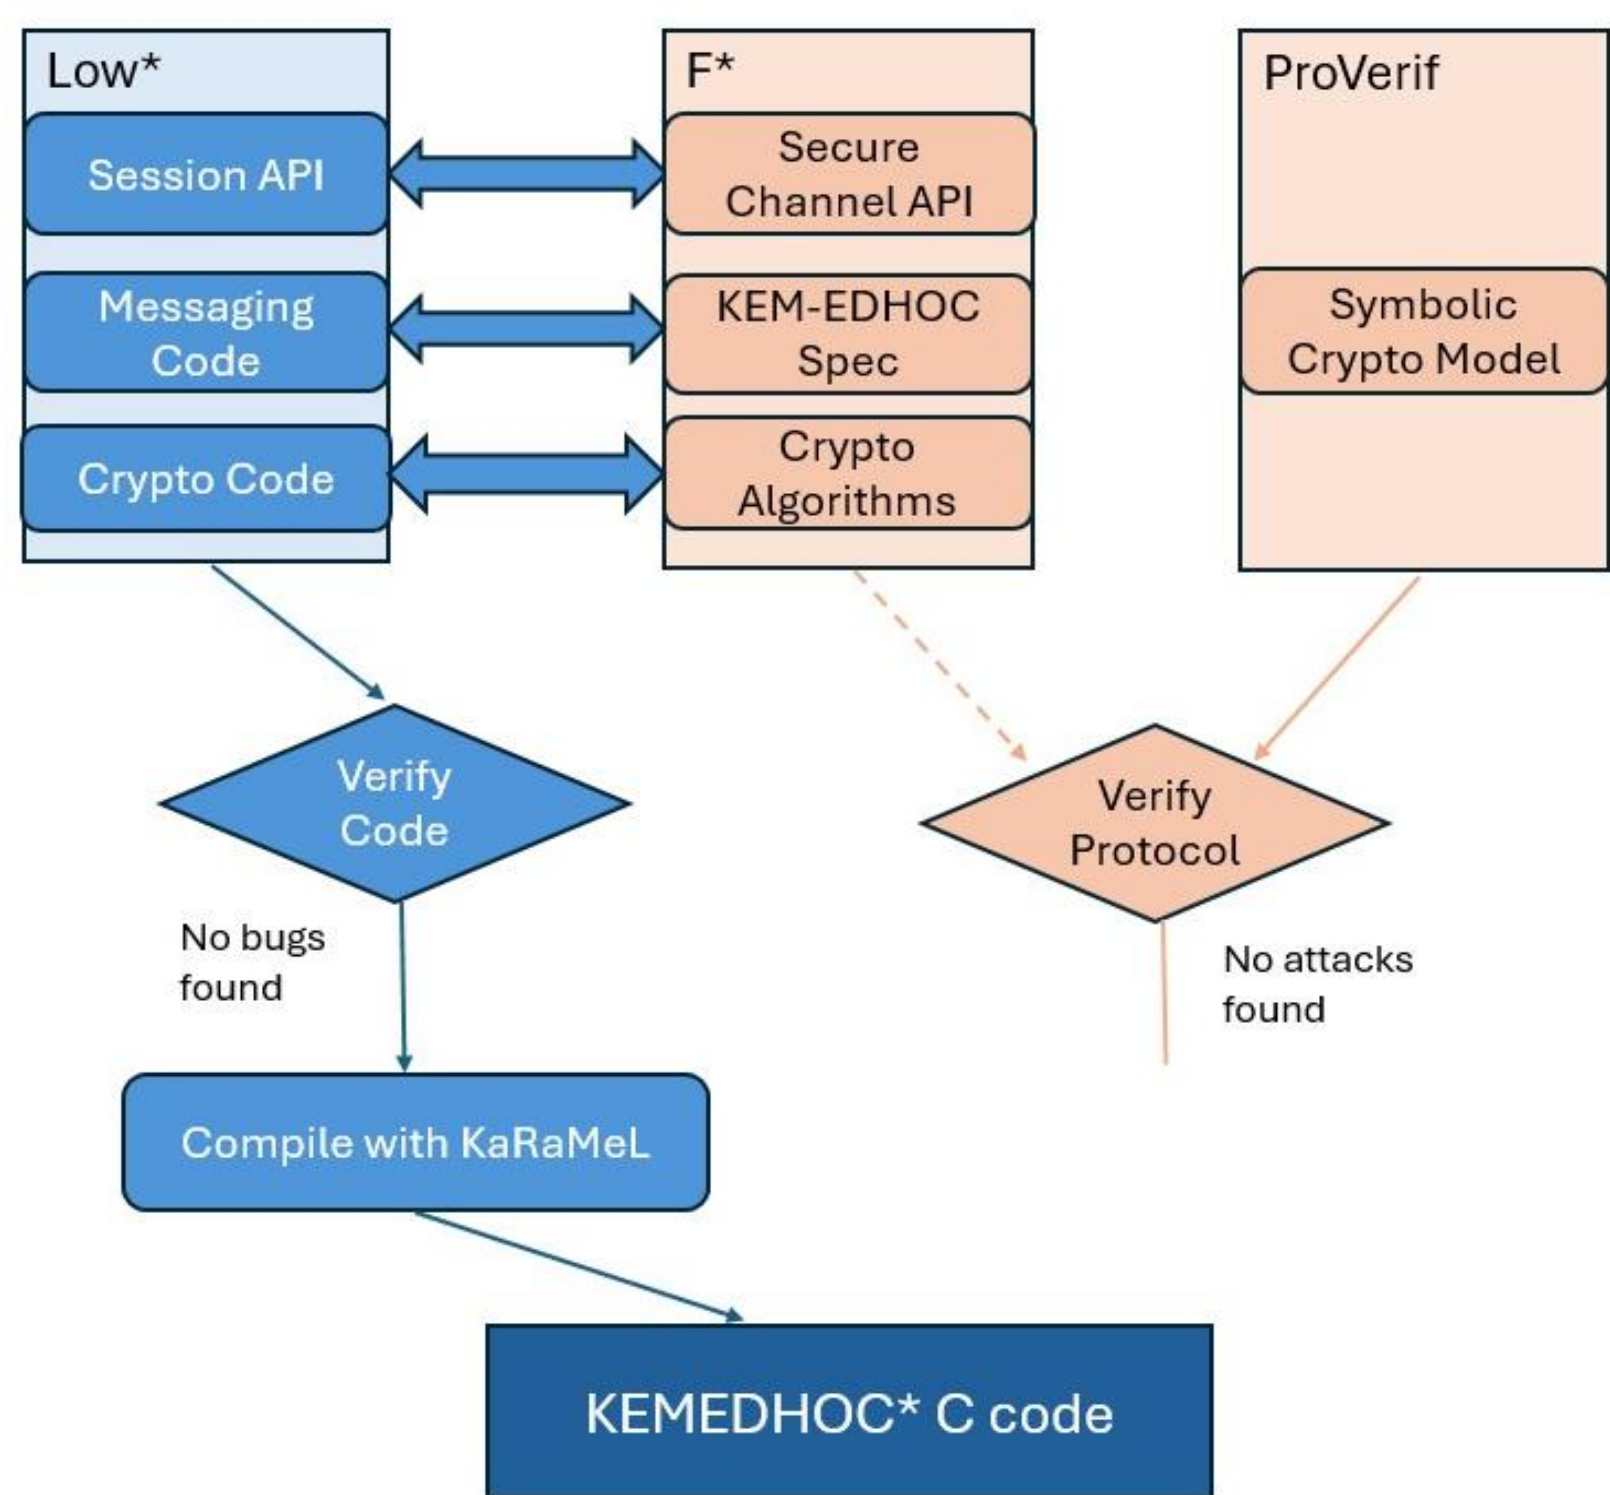 Low*
Session API
Messaging
Code
Crypto Code
F*
Secure
Channel API
KEM-EDHOC
Spec
Crypto
Algorithms
ProVerif
Symbolic
Crypto Model
Verify
Code
Verify
Protocol
No bugs
found
No attacks
found
Compile with KaRaMeL
KEMEDHOC* C code